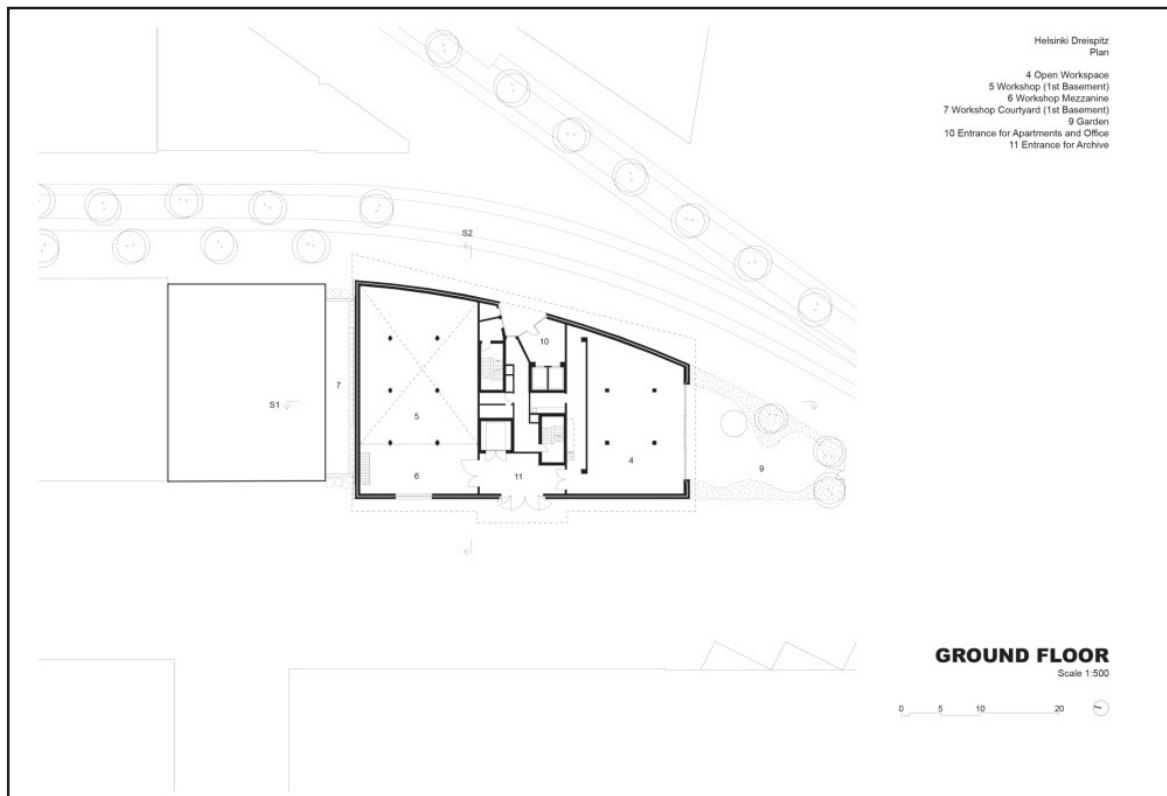 Helsinki Dreispitz
Plan
4 Open Workspace
5 Workshop (1st Basement)
6 Workshop Mezzanine
7 Workshop Courtyard (1st Basement)
9 Garden
10 Entrance for Apartments and Office
11 Entrance for Archive
S2
10
7
S1
5
4
9
6
11
GROUND FLOOR
Scale 1:500
0 5 10 20